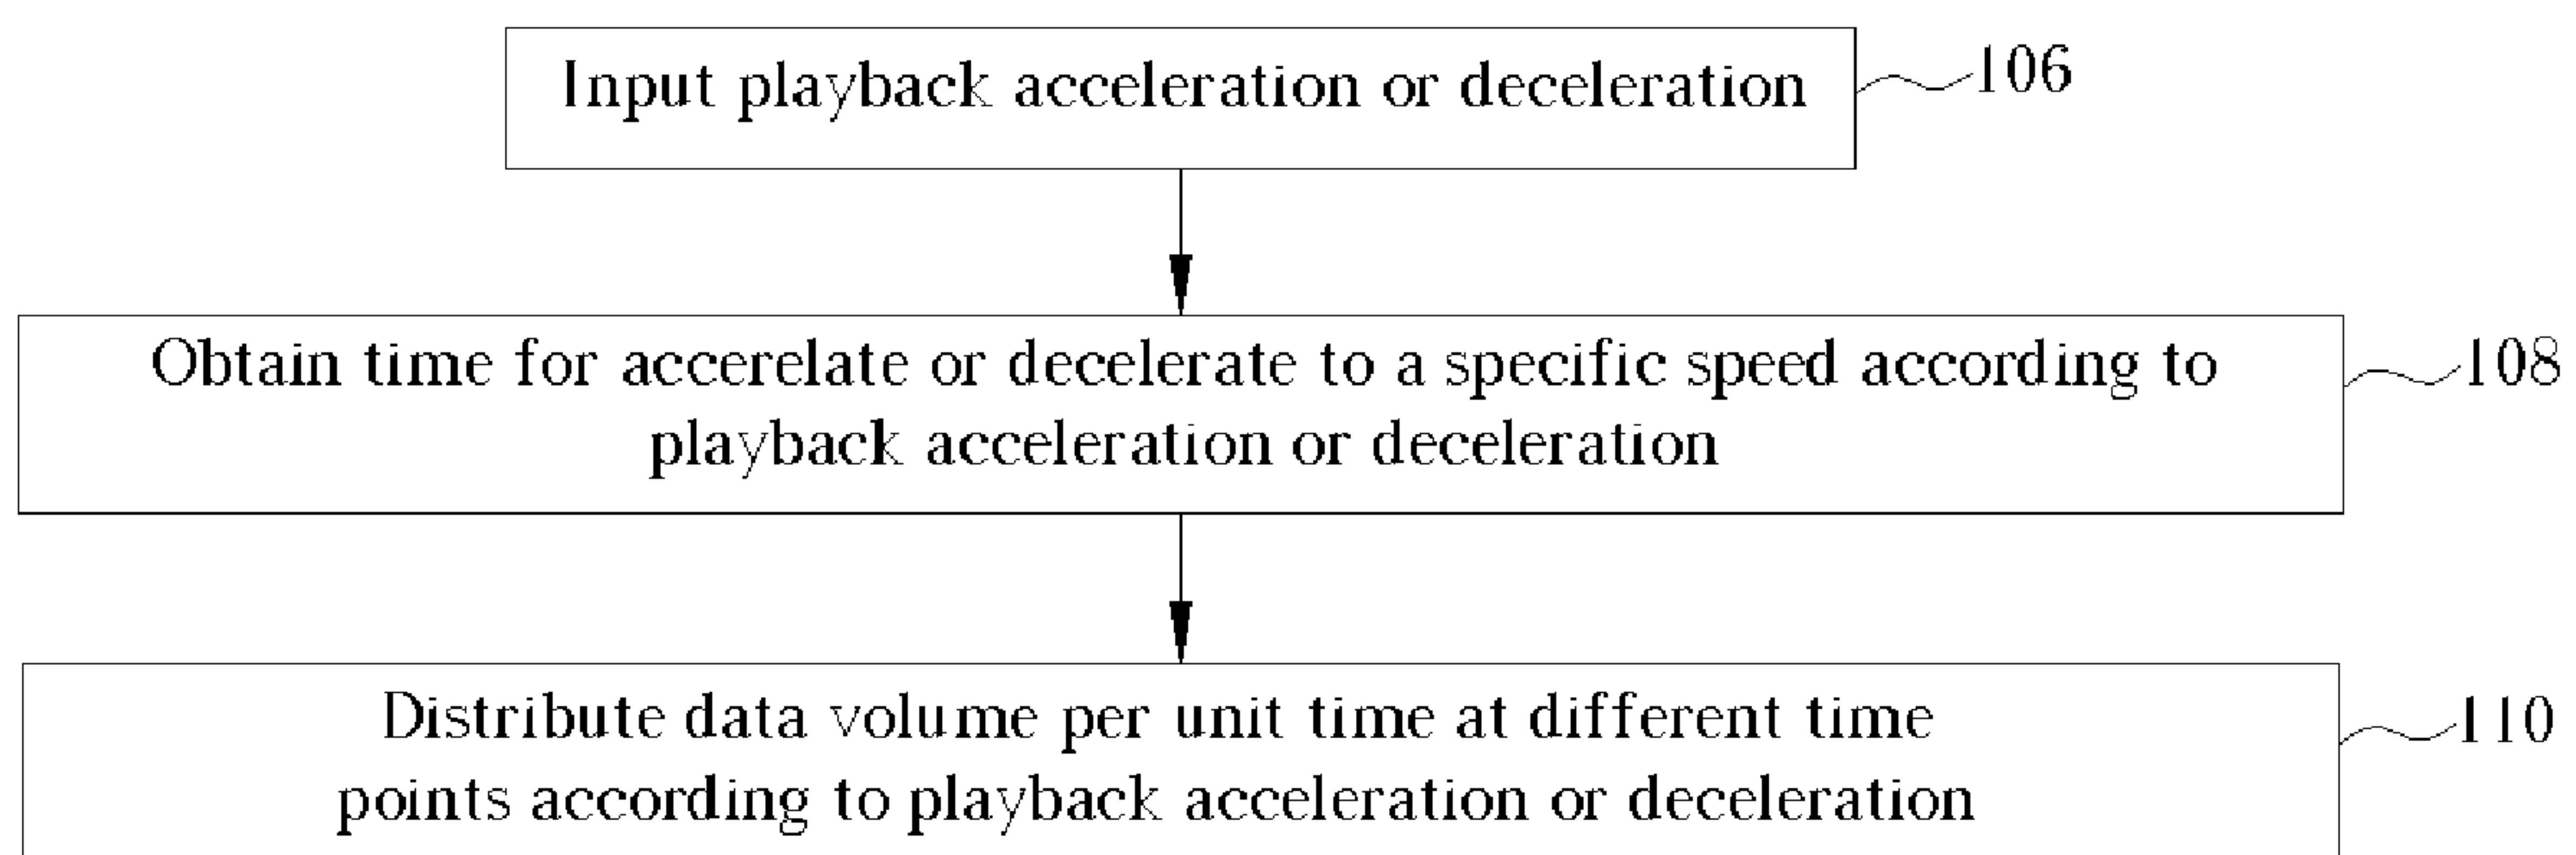 Input playback acceleration or deceleration
106
Obtain time for accerelate or decelerate to a specific speed according to
108
playback acceleration or deceleration
Distribute data volume per unit time at different time
110
points according to playback acceleration or deceleration